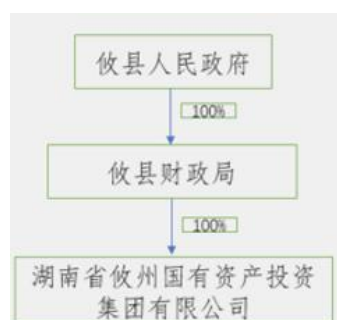 攸县人民政府
100%
攸县财政局
100%
湖南省攸州国有资产投资
集团有限公司